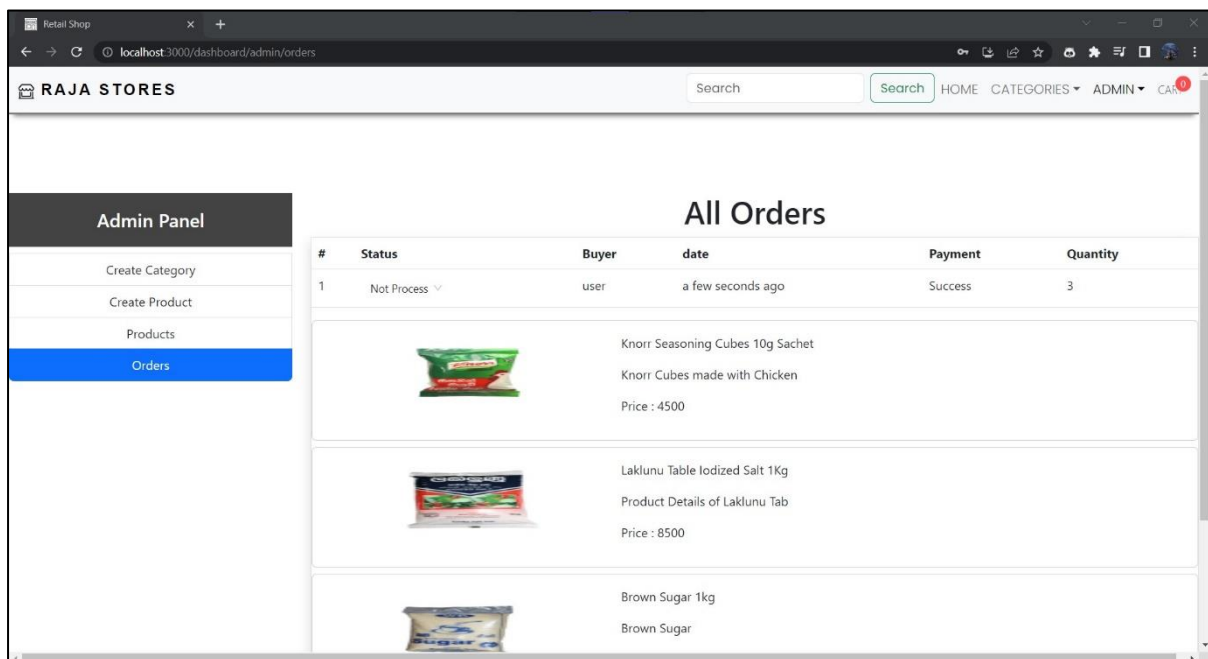 Retail Shop
localhost:3000/dashboard/admin/orders
RAJA STORES
Search
Search
HOME
CATEGORIES
ADMIN
0
Admin Panel
Create Category
Create Product
Products
Orders
All Orders
# Status Buyer date Payment Quantity
1 Not Process user a few seconds ago Success 3
Knorr Seasoning Cubes 10g Sachet
Knorr Cubes made with Chicken
Price : 4500
Laklunu Table Iodized Salt 1Kg
Product Details of Laklunu Tab
Price : 8500
Brown Sugar 1kg
Brown Sugar
Sugar